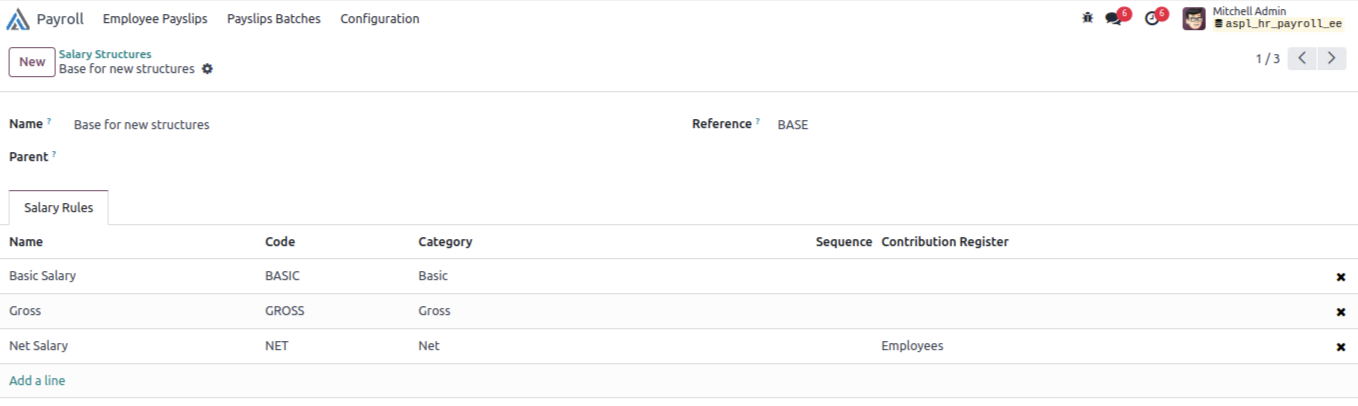 Payroll Employee Payslips Payslips Batches Configuration 6 6 Mitchell Admin
aspl_hr_payroll_ee
New Salary Structures
Base for new structures 1 / 3
Name ? Base for new structures Reference ? BASE
Parent ?
Salary Rules
Name Code Category Sequence Contribution Register
Basic Salary BASIC Basic
Gross GROSS Gross
Net Salary NET Net Employees
Add a line